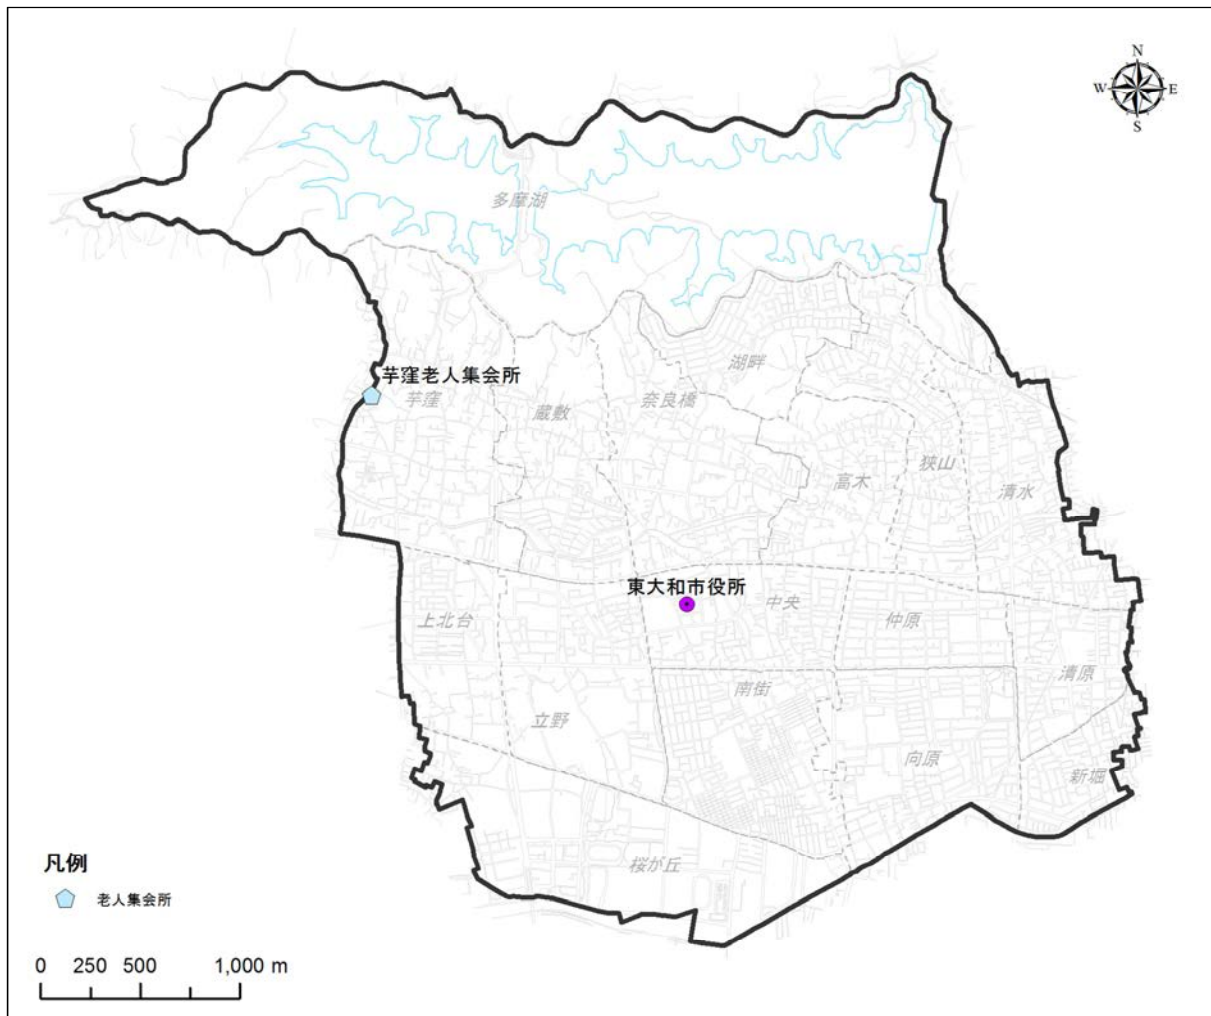 N
W E
S
多摩湖
湖畔
芋窪老人集会所
芋窪
蔵敷
奈良橋
高木
狭山
清水
東大和市役所
上北台
中央
仲原
清原
南街
立野
向原
新堀
桜が丘
凡例
老人集会所
0 250 500 1,000 m